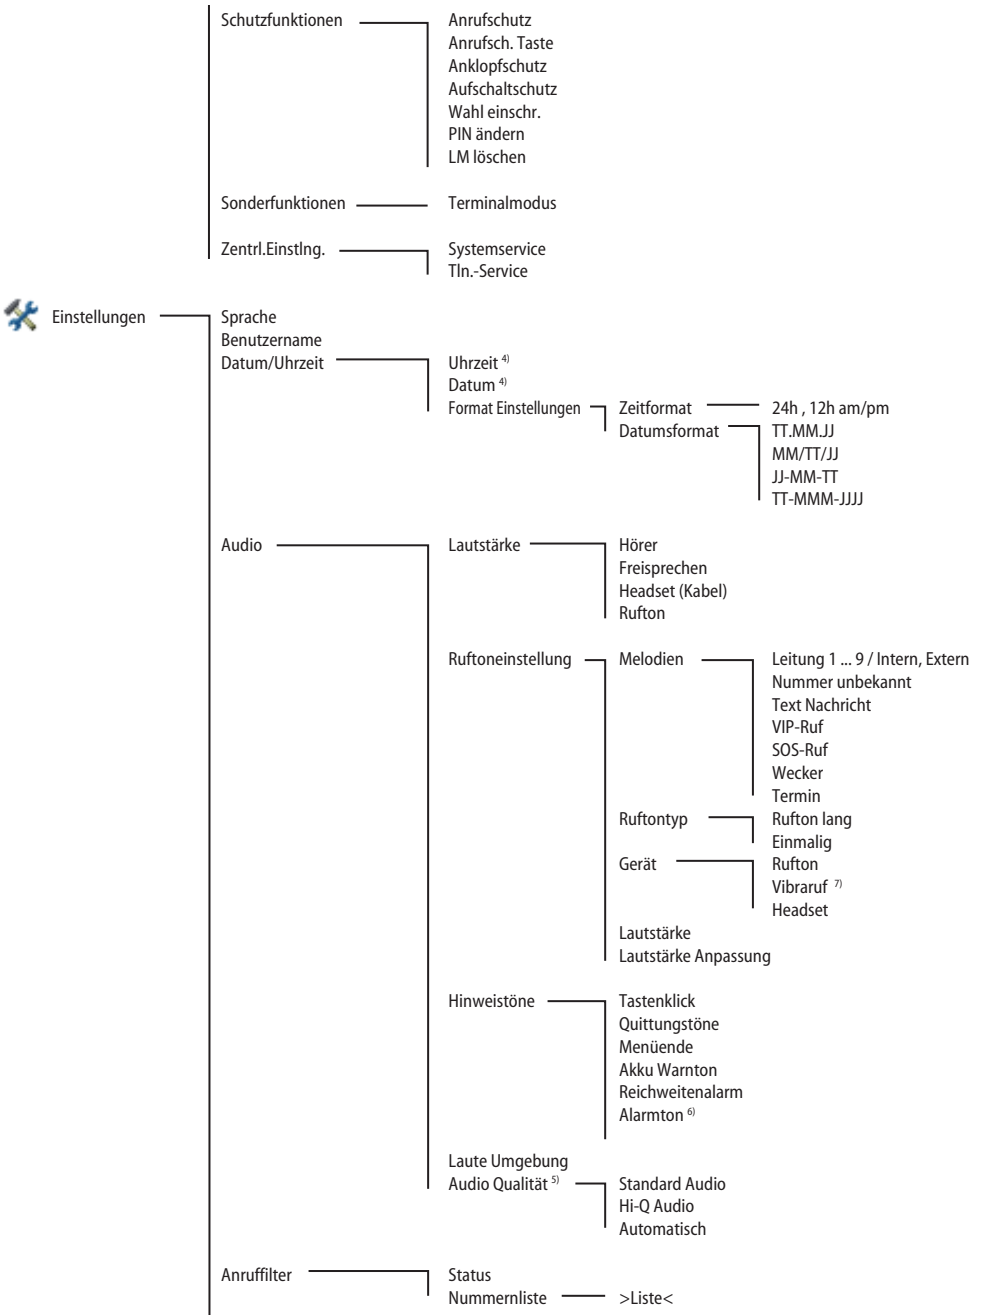 Schutzfunktionen Anrufschutz
Anrufsch. Taste
Anklopfschutz
Aufschaltschutz
Wahl einschr.
PIN ändern
LM löschen
Sonderfunktionen Terminalmodus
Zentrl.Einstlng. Systemservice
Tln.-Service
Einstellungen Sprache
Benutzername
Datum/Uhrzeit Uhrzeit 4)
Datum 4)
Format Einstellungen Zeitformat 24h , 12h am/pm
Datumsformat TT.MM.JJ
MM/TT/JJ
JJ-MM-TT
TT-MMM-JJJJ
Audio Lautstärke Hörer
Freisprechen
Headset (Kabel)
Rufton
Ruftoneinstellung Melodien Leitung 1 ... 9 / Intern, Extern
Nummer unbekannt
Text Nachricht
VIP-Ruf
SOS-Ruf
Wecker
Termin
Ruftontyp Rufton lang
Einmalig
Gerät Rufton
Vibraruf 7)
Headset
Lautstärke
Lautstärke Anpassung
Hinweistöne Tastenklick
Quittungstöne
Menüende
Akku Warnton
Reichweitenalarm
Alarmton 6)
Laute Umgebung
Audio Qualität 5) Standard Audio
Hi-Q Audio
Automatisch
Anruffilter Status
Nummernliste >Liste<